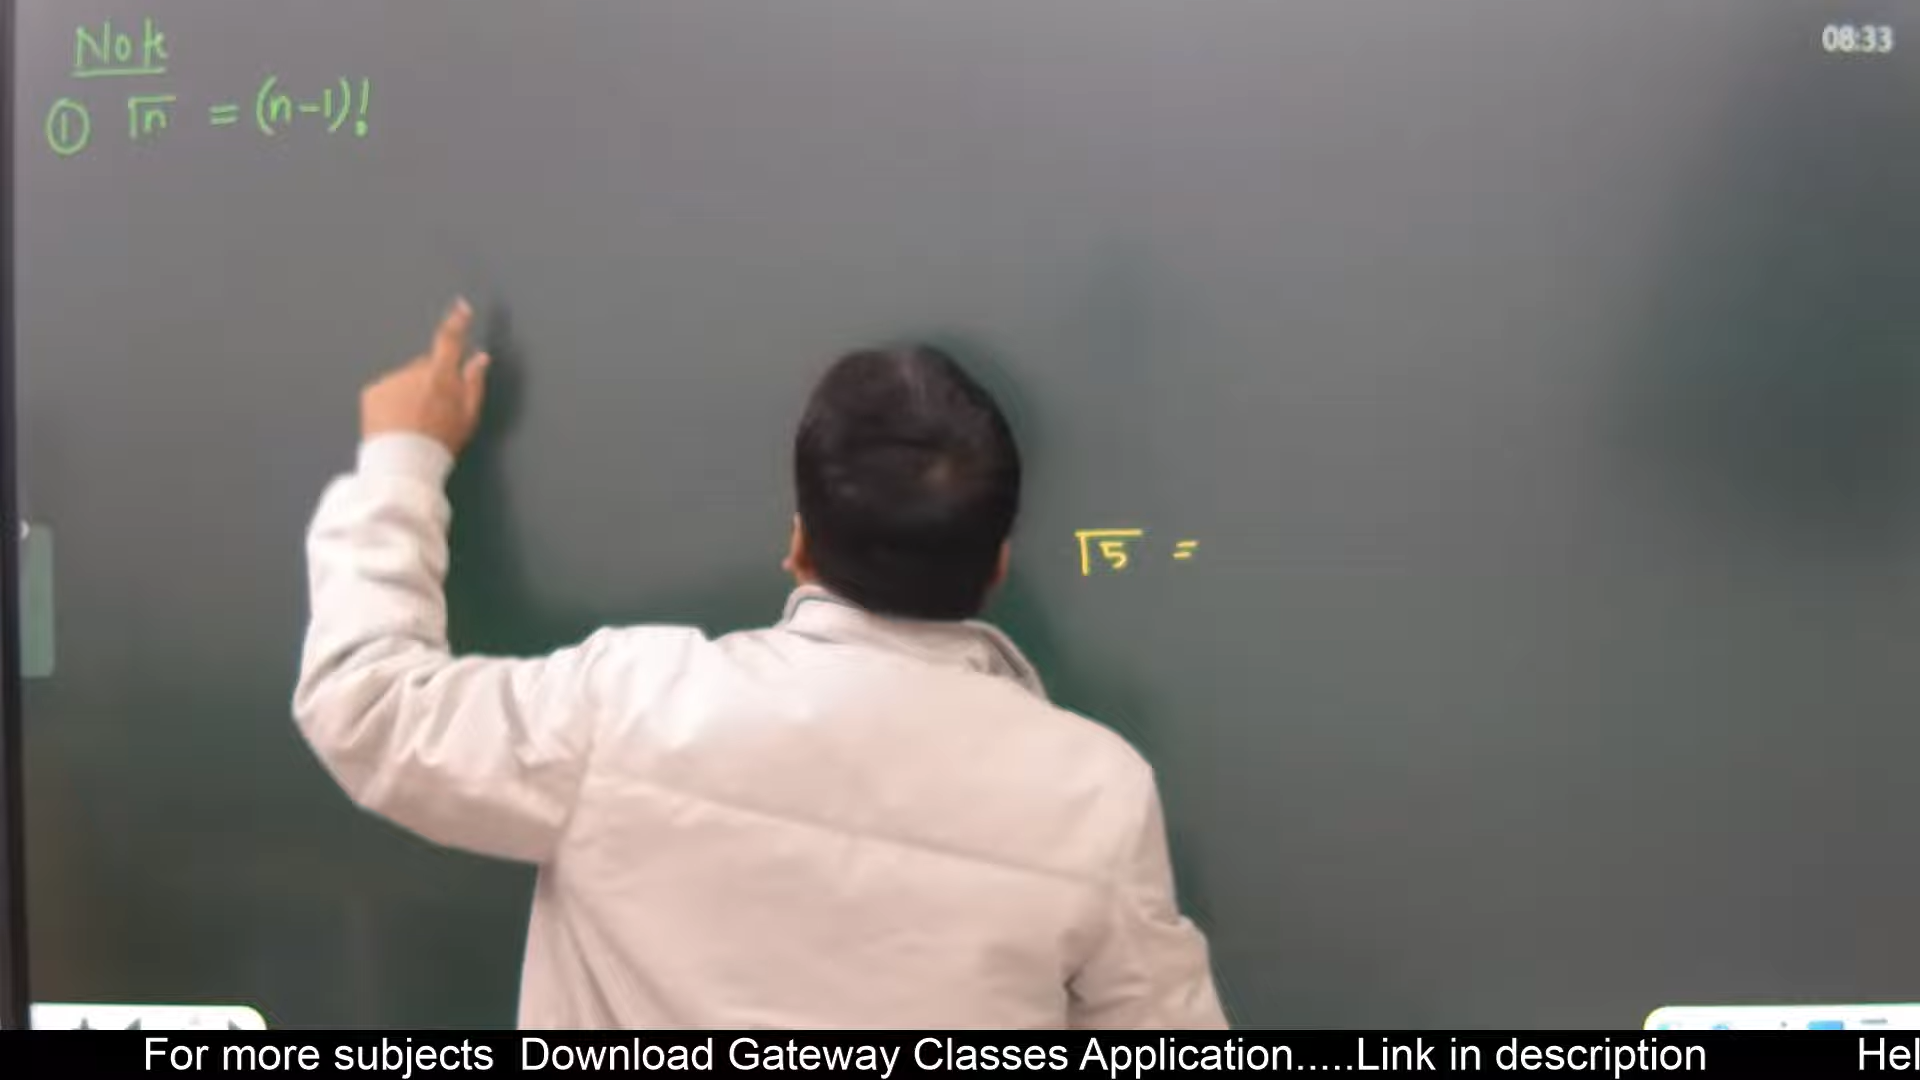 Note
08:33
① Γn = (n-1)!
Γ5 =
For more subjects Download Gateway Classes Application.....Link in description Hel